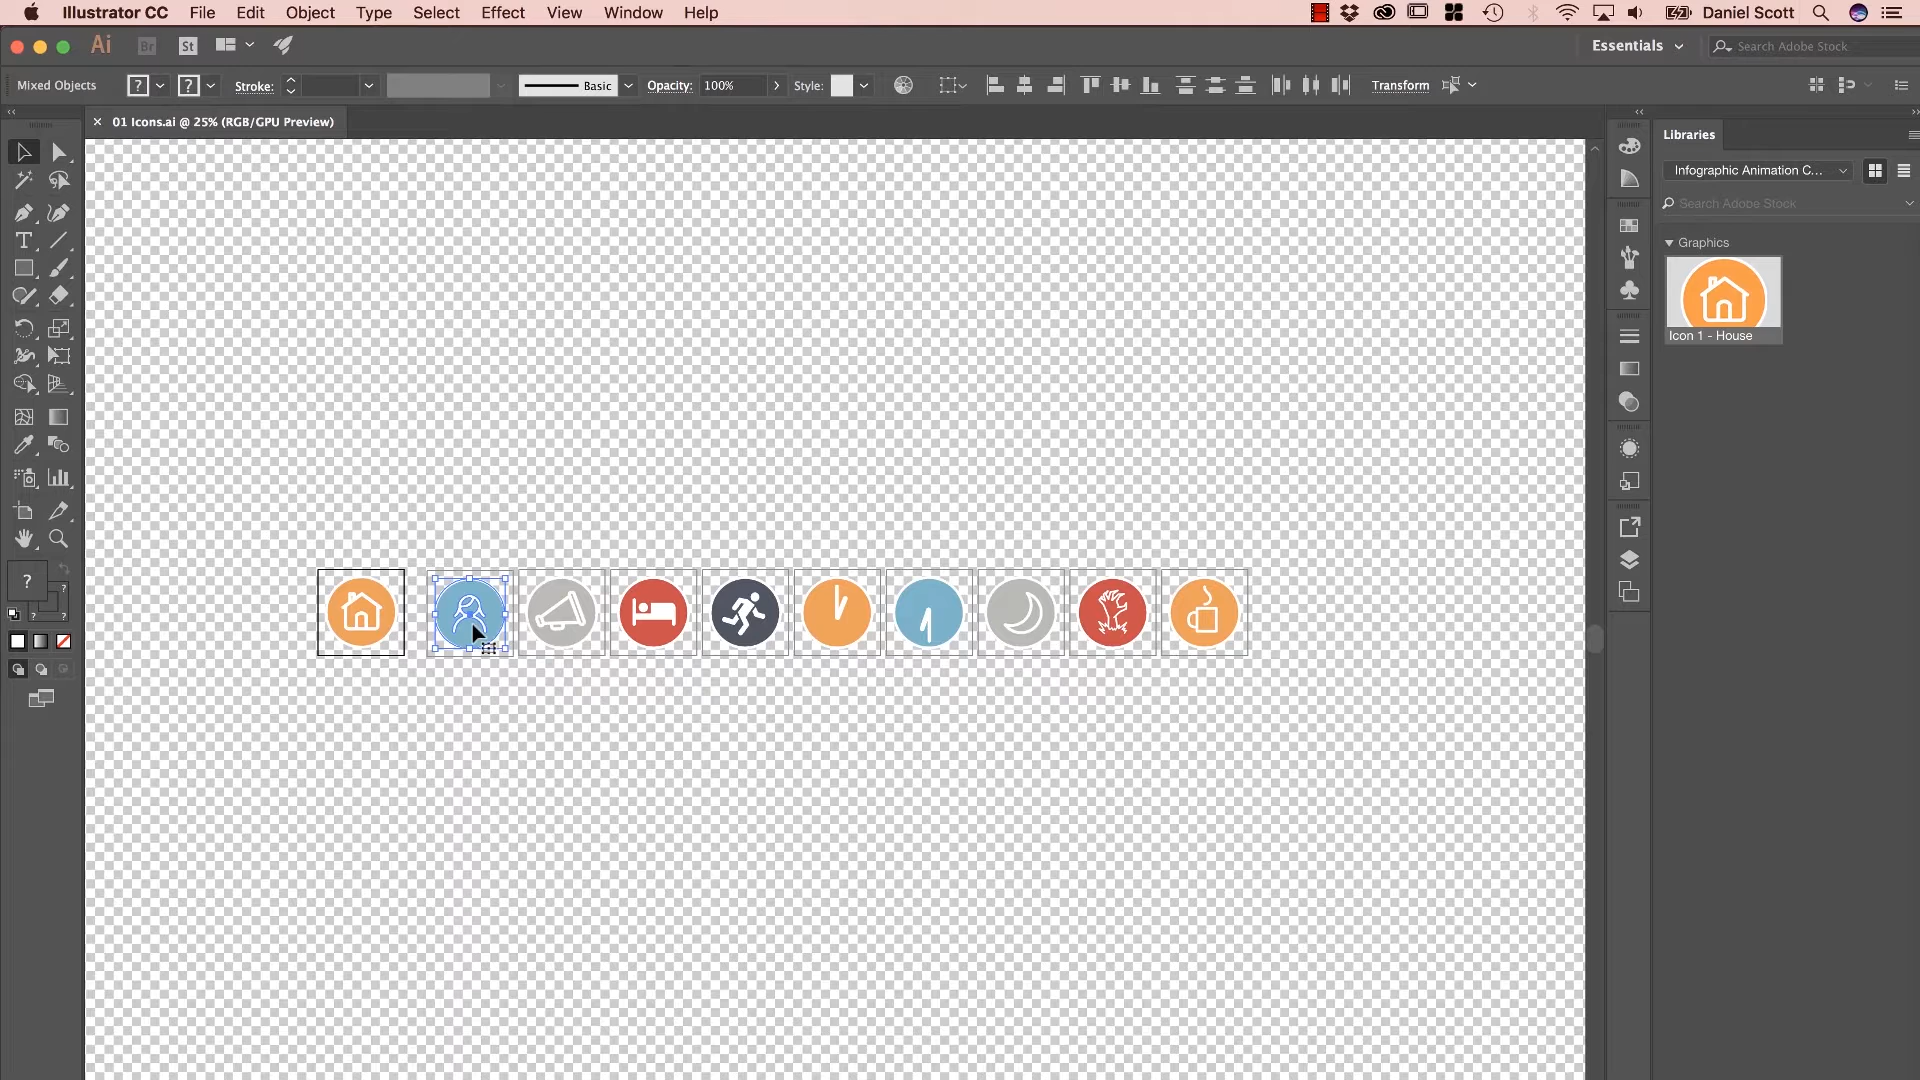 Illustrator CC File Edit Object Type Select Effect View Window Help Daniel Scott
Ai Br St Essentials Search Adobe Stock
Mixed Objects ? ? Stroke: Basic Opacity: 100% Style: Transform
× 01 Icons.ai @ 25% (RGB/GPU Preview)
Libraries
Infographic Animation C...
Search Adobe Stock
Graphics
Icon 1 - House
T
?
?
? ?